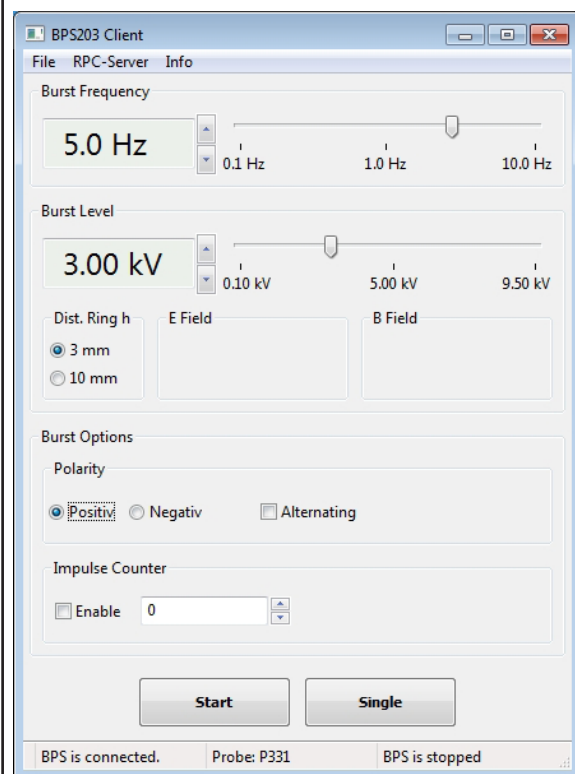 BPS203 Client
File RPC-Server Info
Burst Frequency
5.0 Hz
0.1 Hz 1.0 Hz 10.0 Hz
Burst Level
3.00 kV
0.10 kV 5.00 kV 9.50 kV
Dist. Ring h E Field B Field
3 mm
10 mm
Burst Options
Polarity
Positiv Negativ Alternating
Impulse Counter
Enable 0
Start Single
BPS is connected. Probe: P331 BPS is stopped